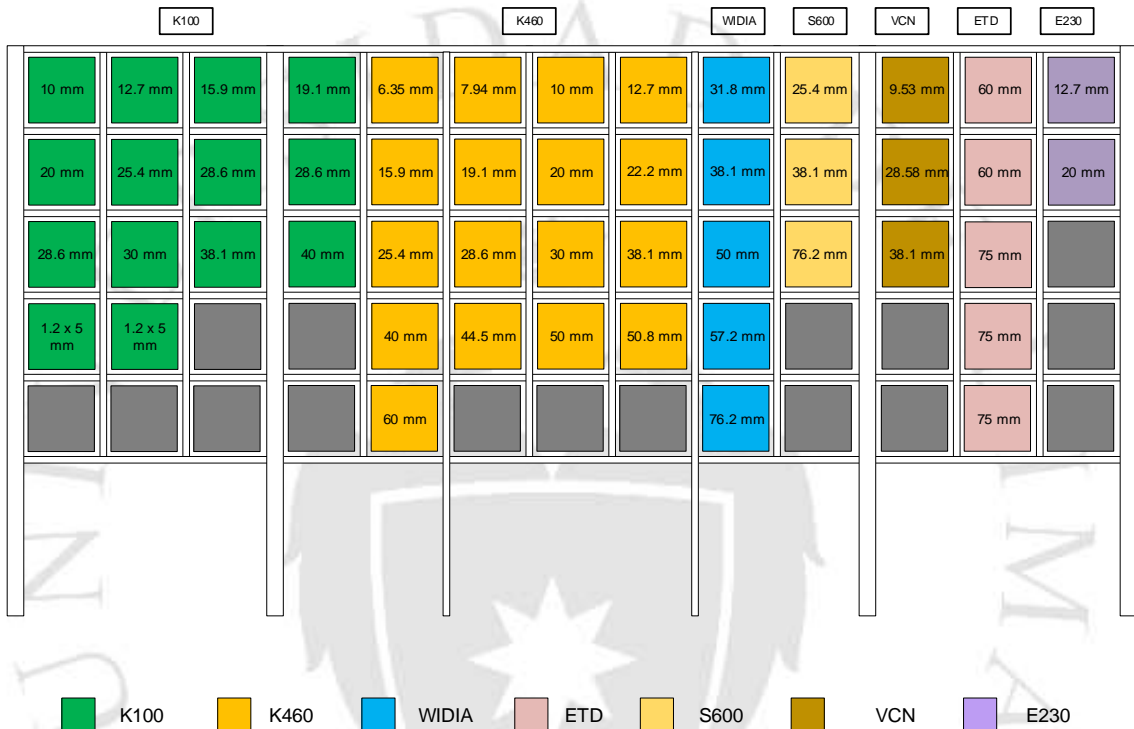 K100 K460 WIDIA S600 VCN ETD E230
10 mm 12.7 mm 15.9 mm 19.1 mm 6.35 mm 7.94 mm 10 mm 12.7 mm 31.8 mm 25.4 mm 9.53 mm 60 mm 12.7 mm
20 mm 25.4 mm 28.6 mm 28.6 mm 15.9 mm 19.1 mm 20 mm 22.2 mm 38.1 mm 38.1 mm 28.58 mm 60 mm 20 mm
28.6 mm 30 mm 38.1 mm 40 mm 25.4 mm 28.6 mm 30 mm 38.1 mm 50 mm 76.2 mm 38.1 mm 75 mm
1.2 x 5 mm 1.2 x 5 mm 40 mm 44.5 mm 50 mm 50.8 mm 57.2 mm 75 mm
60 mm 76.2 mm 75 mm
K100 K460 WIDIA ETD S600 VCN E230